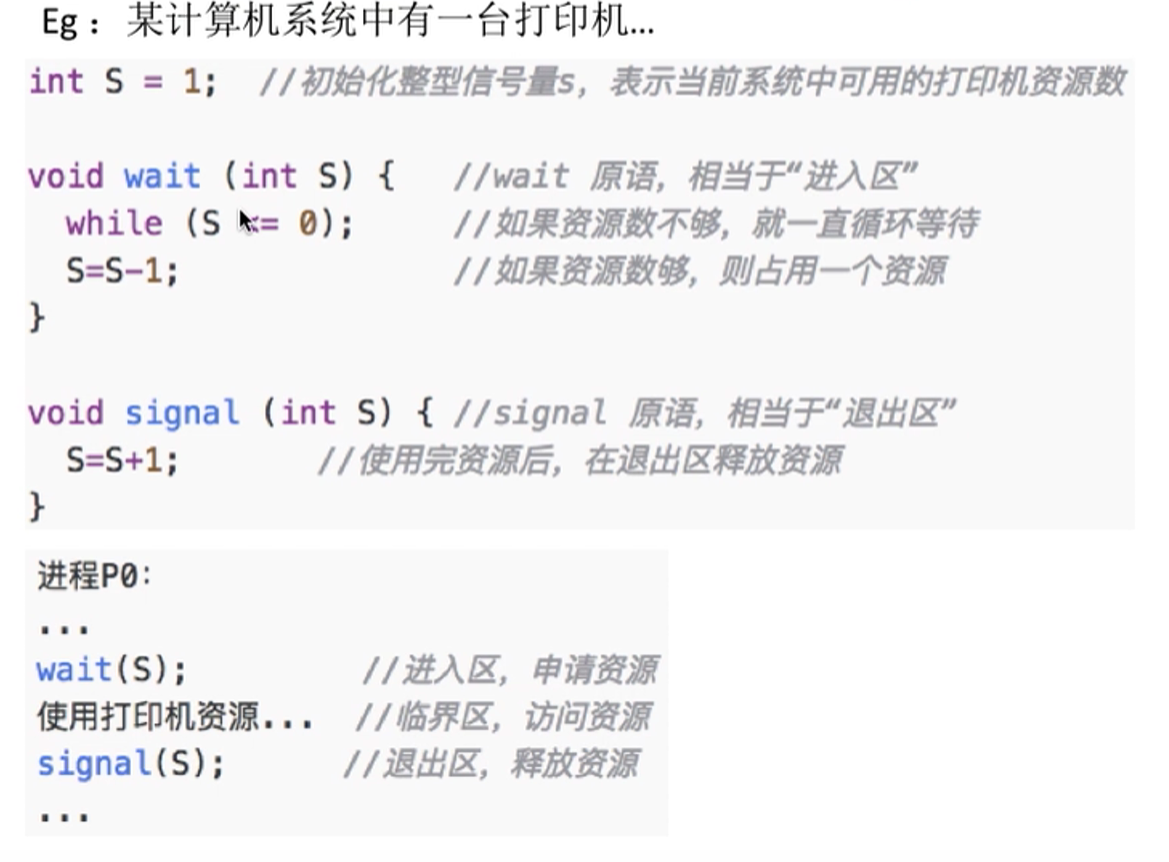 Eg：某计算机系统中有一台打印机...
int S = 1; //初始化整型信号量s，表示当前系统中可用的打印机资源数
void wait (int S) { //wait 原语，相当于“进入区”
while (S <= 0); //如果资源数不够，就一直循环等待
S=S-1; //如果资源数够，则占用一个资源
}
void signal (int S) { //signal 原语，相当于“退出区”
S=S+1; //使用完资源后，在退出区释放资源
}
进程P0：
...
wait(S); //进入区，申请资源
使用打印机资源... //临界区，访问资源
signal(S); //退出区，释放资源
...